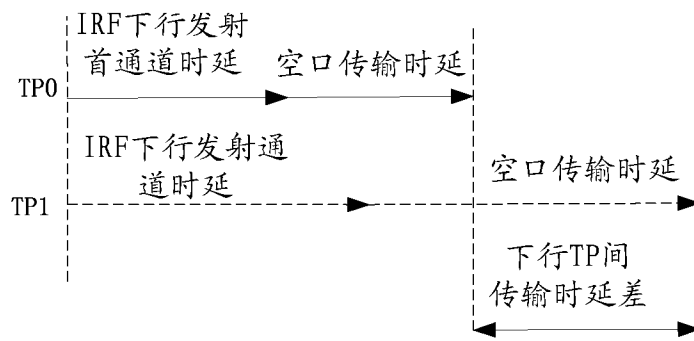 IRF下行发射
首通道时延
空口传输时延
TP0
IRF下行发射通
道时延
空口传输时延
TP1
下行TP间
传输时延差